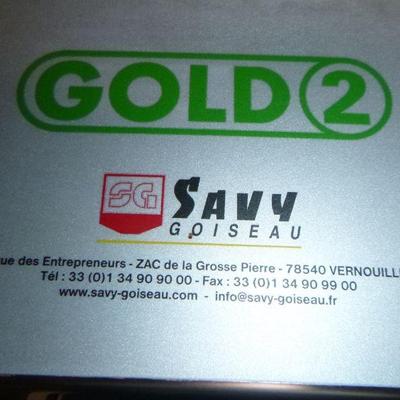 GOLD 2
SG SAVY
GOISEAU
ue des Entrepreneurs - ZAC de la Grosse Pierre - 78540 VERNOUILL
Tél : 33 (0)1 34 90 90 00 - Fax : 33 (0)1 34 90 99 00
www.savy-goiseau.com - info@savy-goiseau.fr